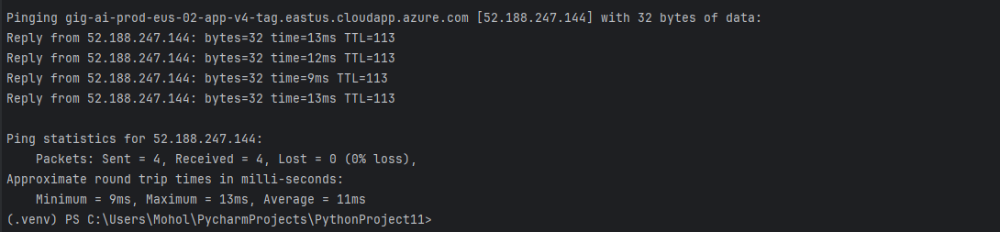 Pinging gig-ai-prod-eus-02-app-v4-tag.eastus.cloudapp.azure.com [52.188.247.144] with 32 bytes of data:
Reply from 52.188.247.144: bytes=32 time=13ms TTL=113
Reply from 52.188.247.144: bytes=32 time=12ms TTL=113
Reply from 52.188.247.144: bytes=32 time=9ms TTL=113
Reply from 52.188.247.144: bytes=32 time=13ms TTL=113

Ping statistics for 52.188.247.144:
    Packets: Sent = 4, Received = 4, Lost = 0 (0% loss),
Approximate round trip times in milli-seconds:
    Minimum = 9ms, Maximum = 13ms, Average = 11ms
(.venv) PS C:\Users\Mohol\PycharmProjects\PythonProject11>